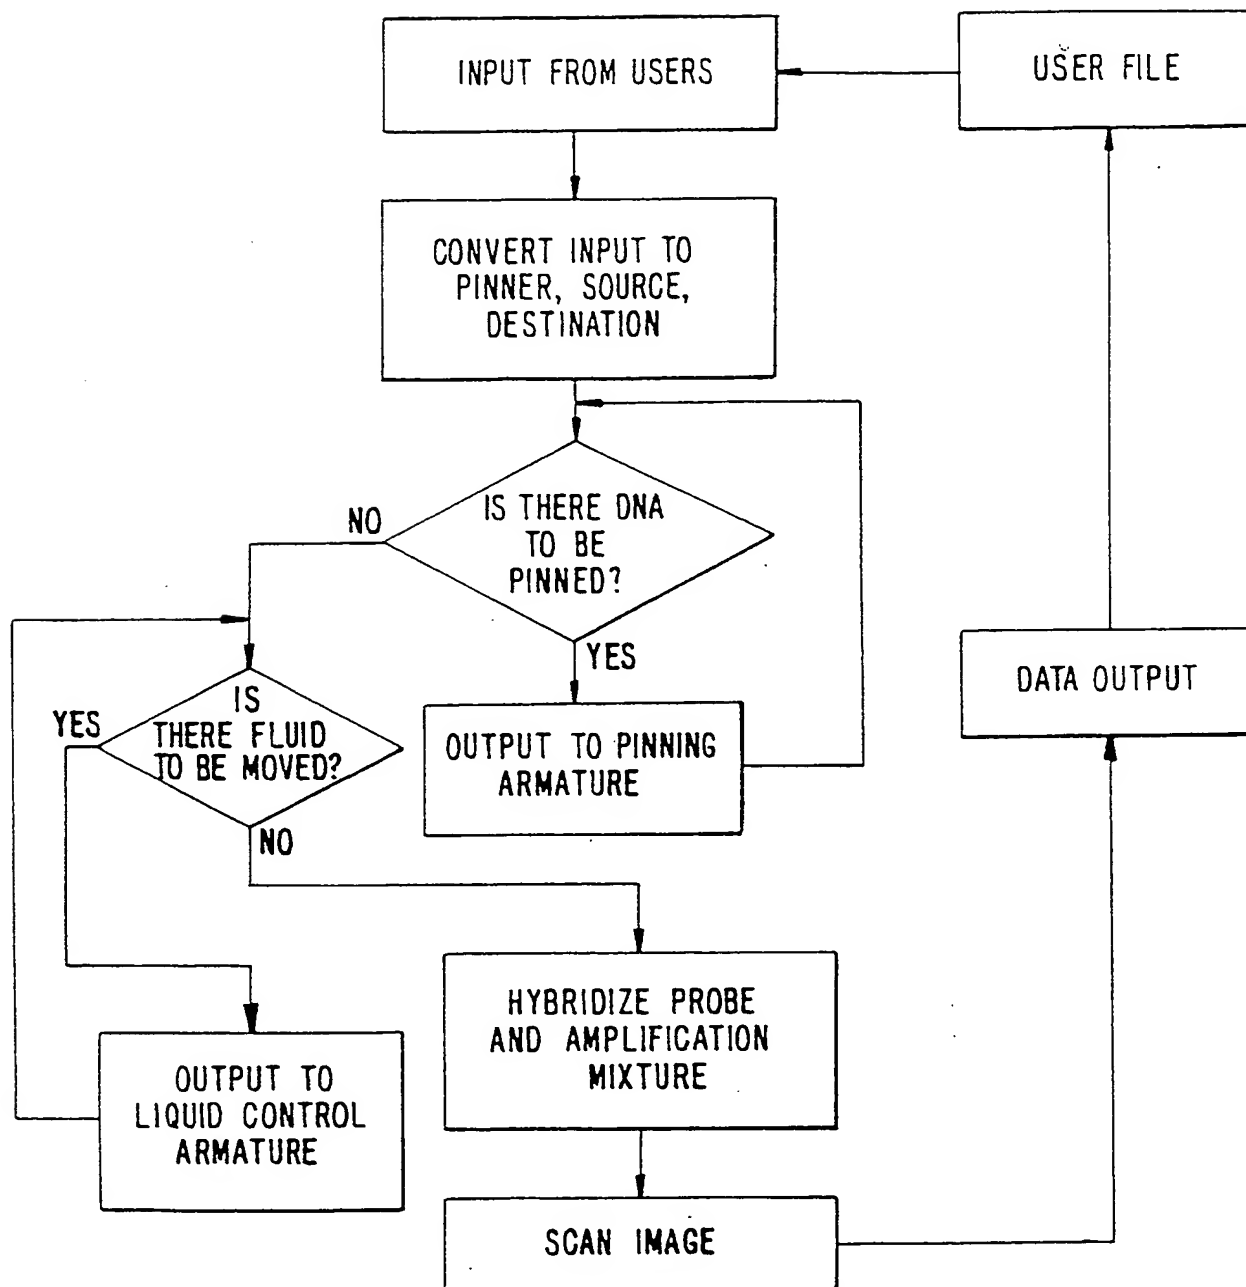 INPUT FROM USERS
USER FILE
CONVERT INPUT TO
PINNER, SOURCE,
DESTINATION
NO
IS THERE DNA
TO BE
PINNED?
YES
IS
THERE FLUID
TO BE MOVED?
YES
NO
OUTPUT TO PINNING
ARMATURE
DATA OUTPUT
HYBRIDIZE PROBE
AND AMPLIFICATION
MIXTURE
OUTPUT TO
LIQUID CONTROL
ARMATURE
SCAN IMAGE